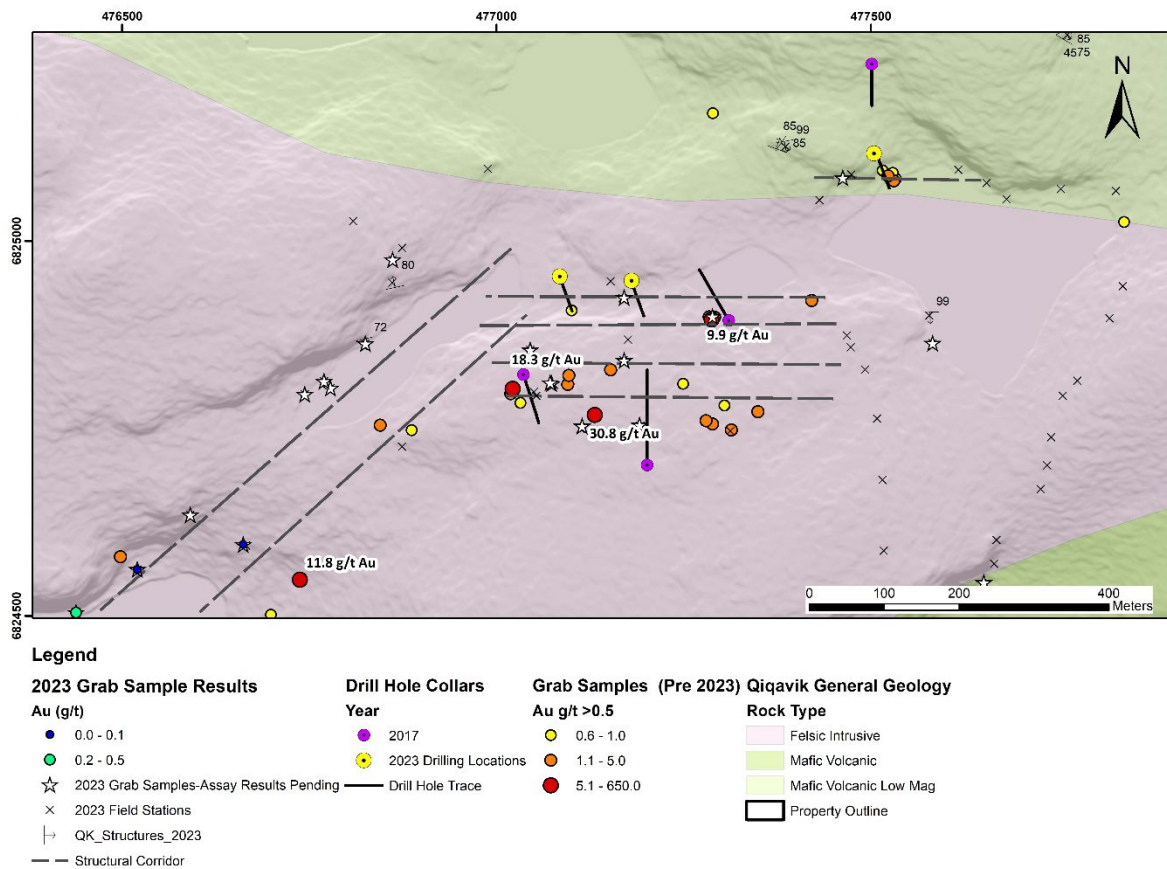 476500 477000 477500
85
4575
N
8599
85
6825000
80
99
72
9.9 g/t Au
18.3 g/t Au
30.8 g/t Au
11.8 g/t Au
6824500
0 100 200 400
Meters
Legend
2023 Grab Sample Results
Au (g/t)
0.0 - 0.1
0.2 - 0.5
2023 Grab Samples-Assay Results Pending
2023 Field Stations
QK_Structures_2023
Structural Corridor
Drill Hole Collars
Year
2017
2023 Drilling Locations
Drill Hole Trace
Grab Samples (Pre 2023)
Au g/t >0.5
0.6 - 1.0
1.1 - 5.0
5.1 - 650.0
Qiqavik General Geology
Rock Type
Felsic Intrusive
Mafic Volcanic
Mafic Volcanic Low Mag
Property Outline